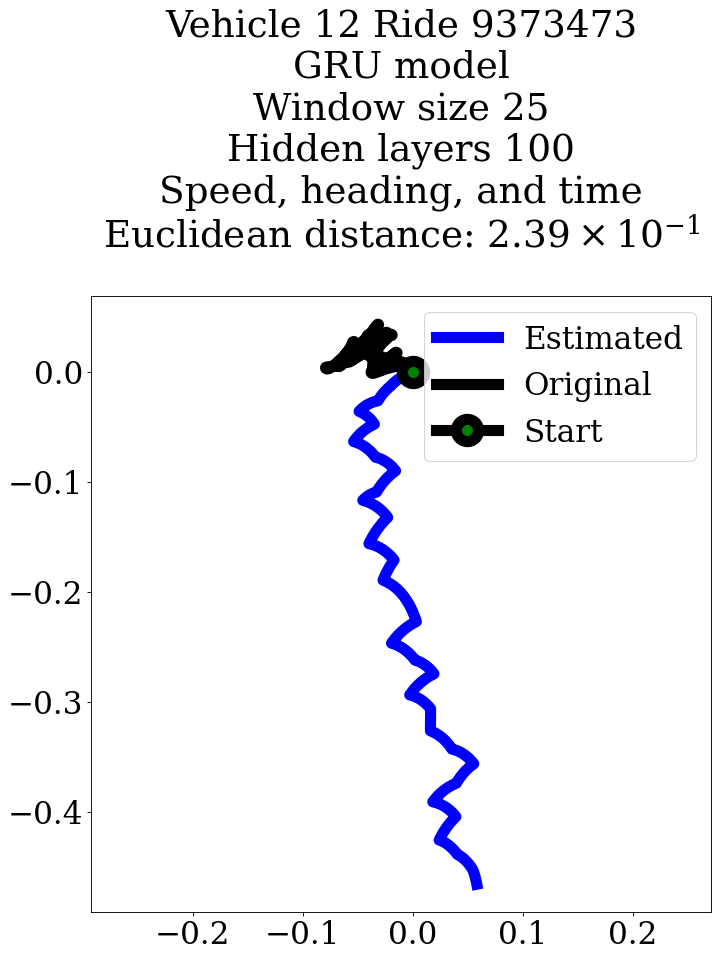 Vehicle 12 Ride 9373473
GRU model
Window size 25
Hidden layers 100
Speed, heading, and time
Euclidean distance: 2.39 × 10⁻¹
Estimated
Original
Start
0.0
−0.1
−0.2
−0.3
−0.4
−0.2 −0.1 0.0 0.1 0.2